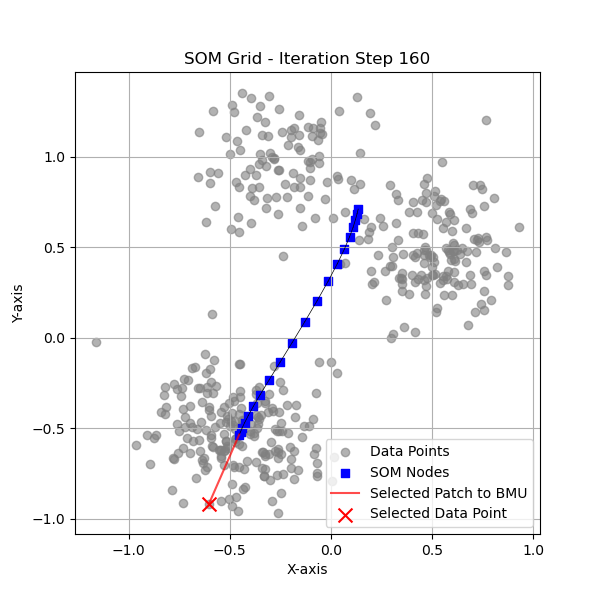 SOM Grid - Iteration Step 160
Y-axis
1.0
0.5
0.0
−0.5
−1.0
Data Points
SOM Nodes
Selected Patch to BMU
Selected Data Point
−1.0 −0.5 0.0 0.5 1.0
X-axis